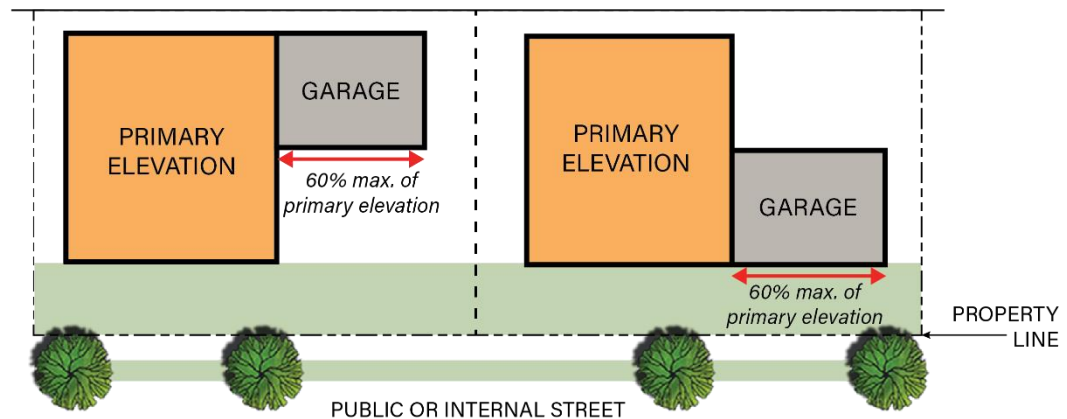 PRIMARY
ELEVATION
GARAGE
60% max. of
primary elevation
PRIMARY
ELEVATION
GARAGE
60% max. of
primary elevation
PROPERTY
LINE
PUBLIC OR INTERNAL STREET